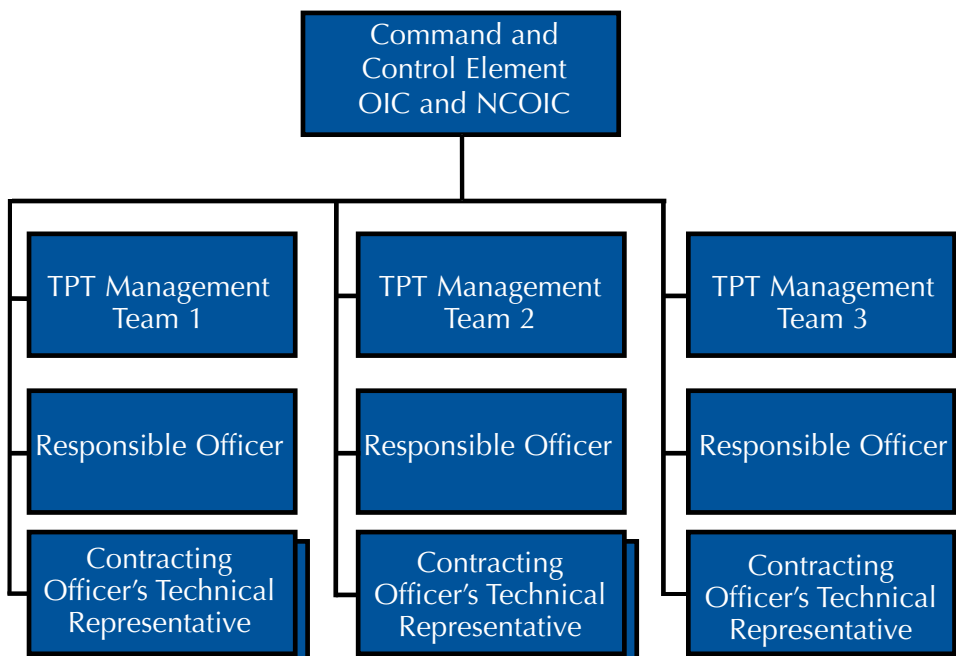 Command and
Control Element
OIC and NCOIC
TPT Management
Team 1
TPT Management
Team 2
TPT Management
Team 3
Responsible Officer
Responsible Officer
Responsible Officer
Contracting
Officer’s Technical
Representative
Contracting
Officer’s Technical
Representative
Contracting
Officer’s Technical
Representative